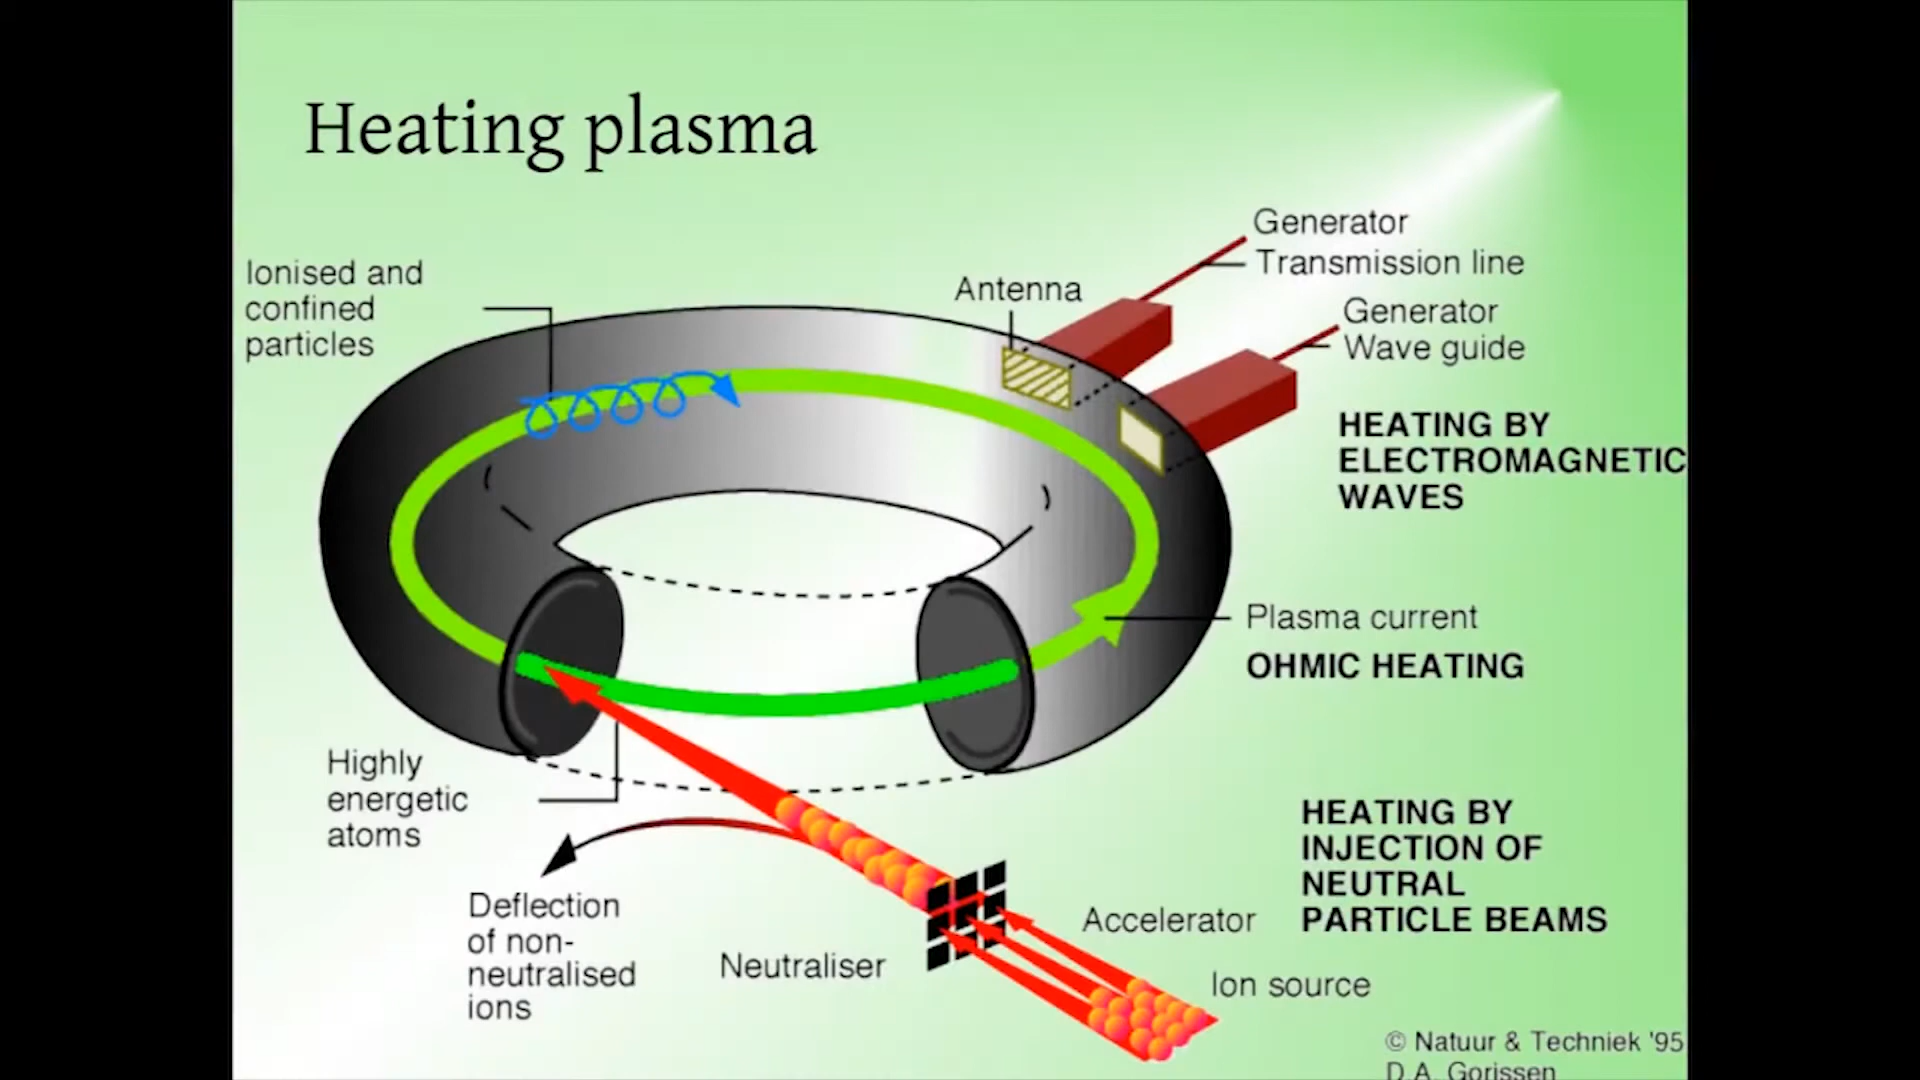 Heating plasma
Generator
Transmission line
Ionised and
confined
particles
Antenna
Generator
Wave guide
HEATING BY
ELECTROMAGNETIC
WAVES
Plasma current
OHMIC HEATING
Highly
energetic
atoms
HEATING BY
INJECTION OF
NEUTRAL
PARTICLE BEAMS
Deflection
of non-
neutralised
ions
Accelerator
Neutraliser
Ion source
© Natuur & Techniek '95
D.A. Gorissen